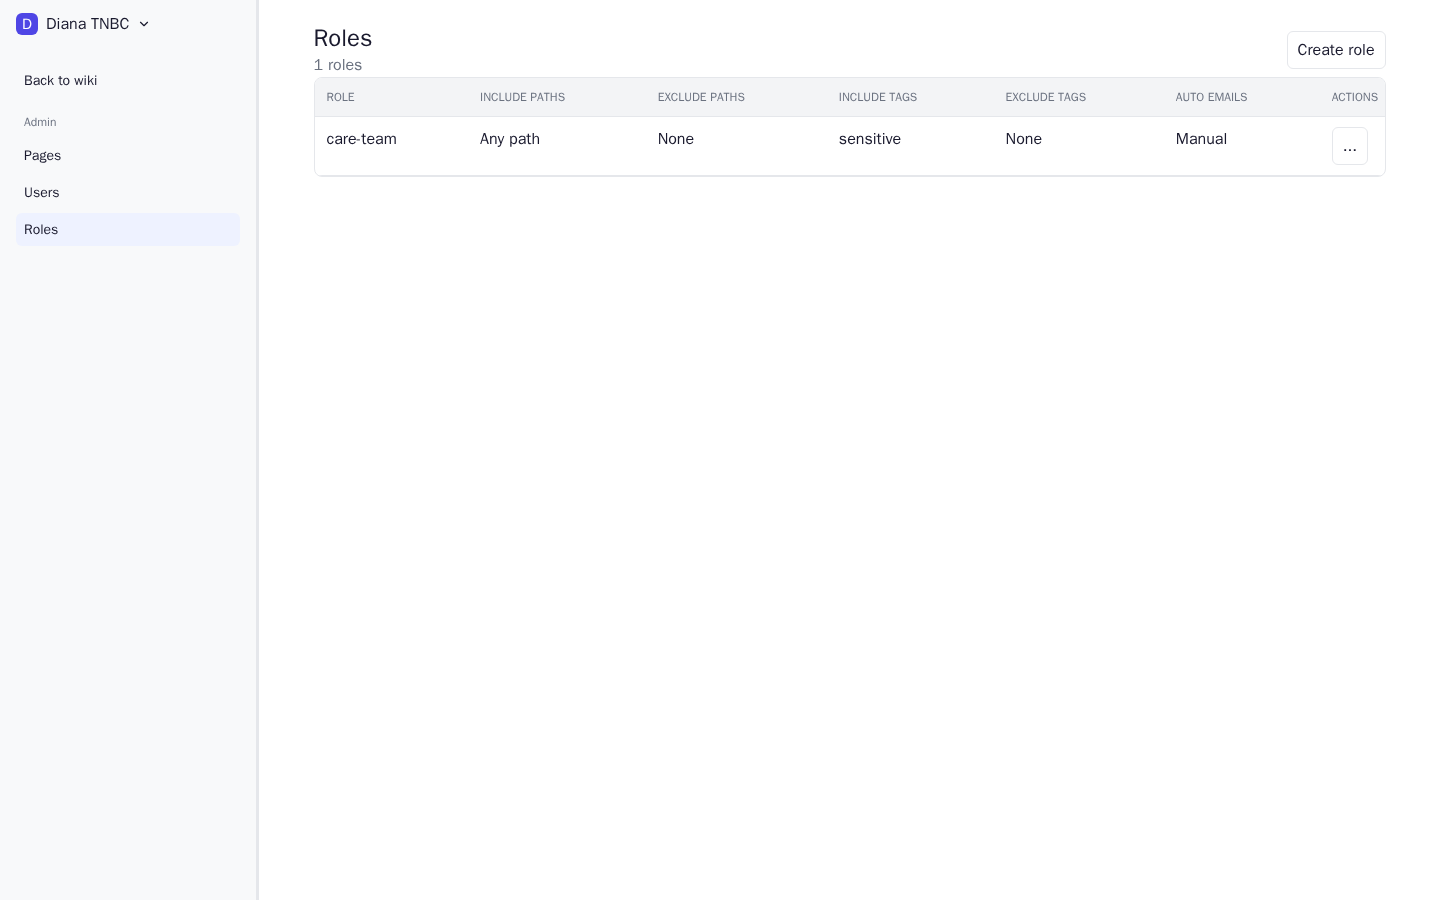 D Diana TNBC
Back to wiki
Admin
Pages
Users
Roles
Roles
1 roles
Create role
ROLE INCLUDE PATHS EXCLUDE PATHS INCLUDE TAGS EXCLUDE TAGS AUTO EMAILS ACTIONS
care-team Any path None sensitive None Manual ...